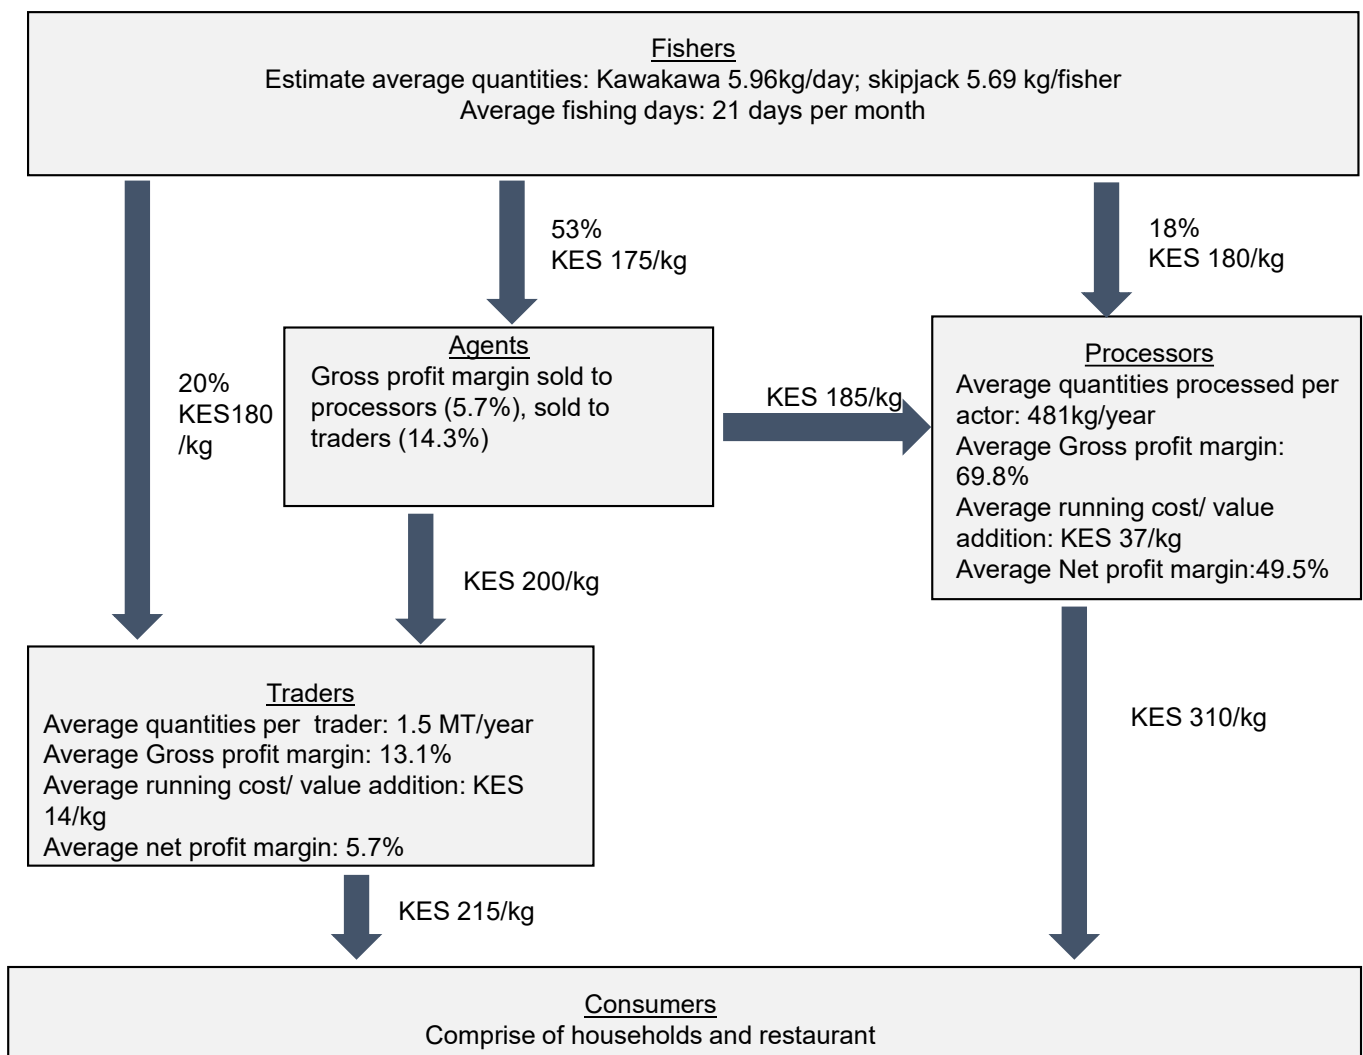 Fishers
Estimate average quantities: Kawakawa 5.96kg/day; skipjack 5.69 kg/fisher
Average fishing days: 21 days per month
53%
KES 175/kg
18%
KES 180/kg
20%
KES180
/kg
Agents
Gross profit margin sold to
processors (5.7%), sold to
traders (14.3%)
KES 185/kg
Processors
Average quantities processed per
actor: 481kg/year
Average Gross profit margin:
69.8%
Average running cost/ value
addition: KES 37/kg
Average Net profit margin:49.5%
KES 200/kg
Traders
Average quantities per  trader: 1.5 MT/year
Average Gross profit margin: 13.1%
Average running cost/ value addition: KES
14/kg
Average net profit margin: 5.7%
KES 310/kg
KES 215/kg
Consumers
Comprise of households and restaurant